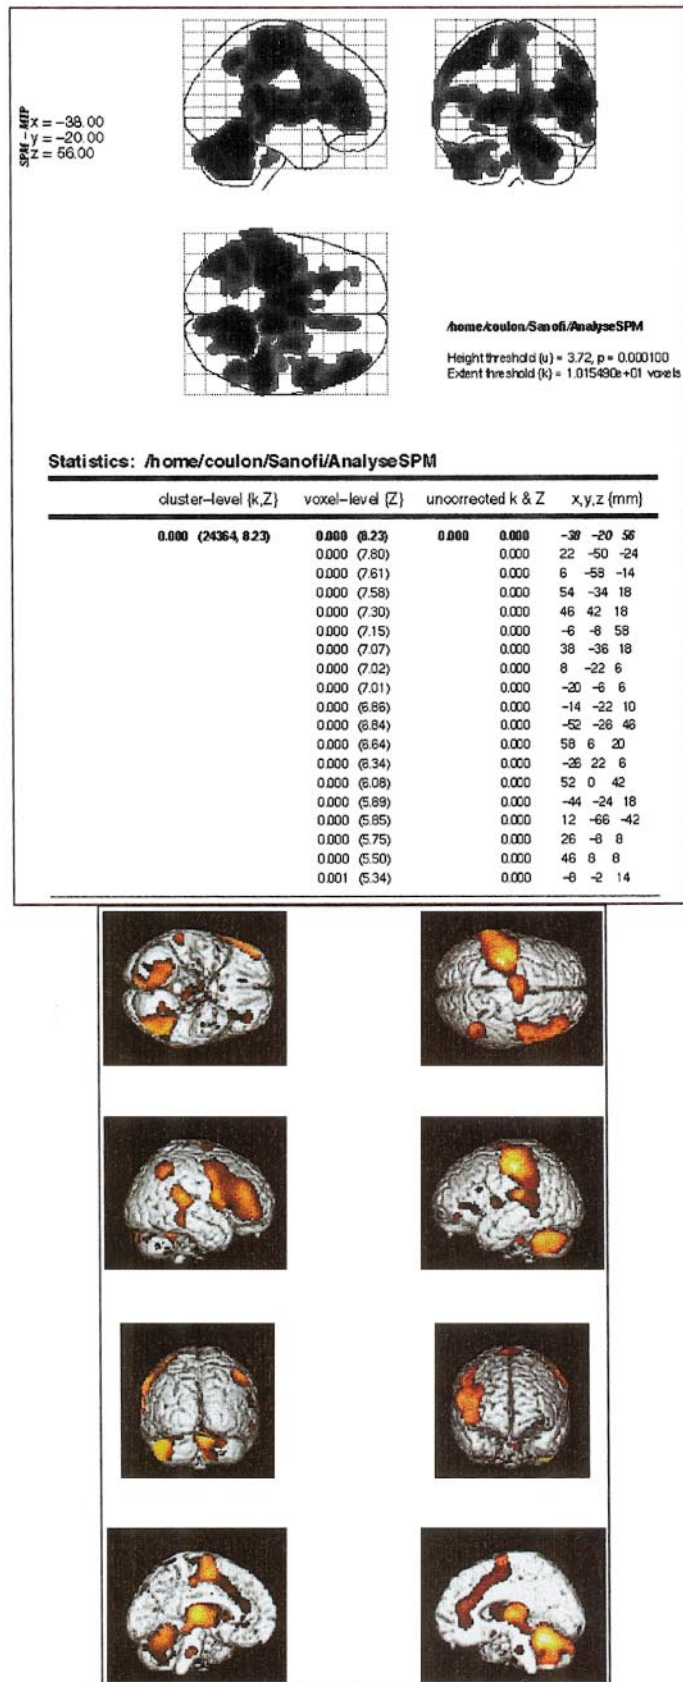 SPM - MIP
x = -38.00
y = -20.00
z = 56.00
/home/coulon/Sanofi/AnalyseSPM
Height threshold {u} = 3.72, p = 0.000100
Extent threshold {k} = 1.015490e+01 voxels
Statistics: /home/coulon/Sanofi/AnalyseSPM
cluster-level {k,Z} voxel-level {Z} uncorrected k & Z x,y,z {mm}
0.000 (24364, 8.23) 0.000 (8.23) 0.000 0.000 -38 -20 56
0.000 (7.80) 0.000 22 -50 -24
0.000 (7.61) 0.000 6 -58 -14
0.000 (7.58) 0.000 54 -34 18
0.000 (7.30) 0.000 46 42 18
0.000 (7.15) 0.000 -6 -8 58
0.000 (7.07) 0.000 38 -36 18
0.000 (7.02) 0.000 8 -22 6
0.000 (7.01) 0.000 -20 -6 6
0.000 (6.86) 0.000 -14 -22 10
0.000 (6.84) 0.000 -52 -26 46
0.000 (6.64) 0.000 58 6 20
0.000 (6.34) 0.000 -26 22 6
0.000 (6.08) 0.000 52 0 42
0.000 (5.89) 0.000 -44 -24 18
0.000 (5.85) 0.000 12 -66 -42
0.000 (5.75) 0.000 26 -8 8
0.000 (5.50) 0.000 46 8 8
0.001 (5.34) 0.000 -8 -2 14